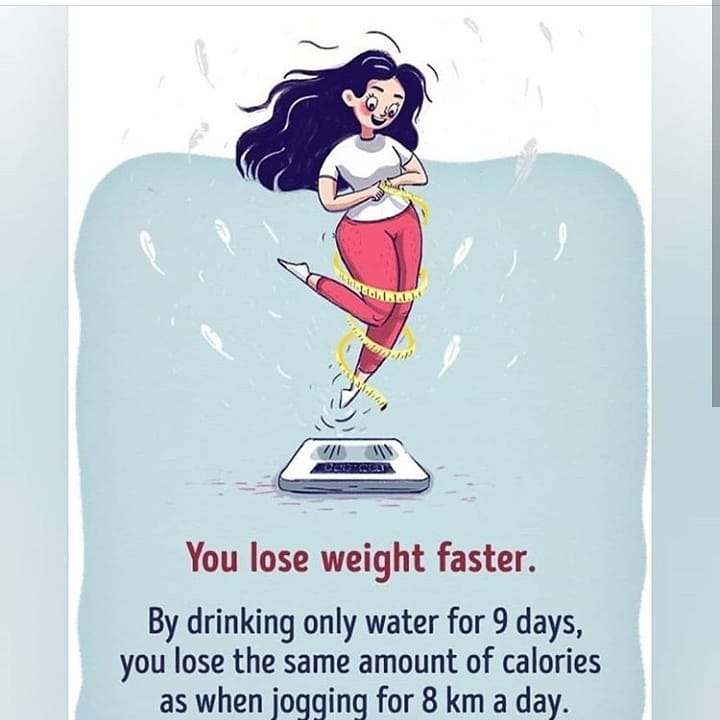 You lose weight faster.
By drinking only water for 9 days,
you lose the same amount of calories
as when jogging for 8 km a day.